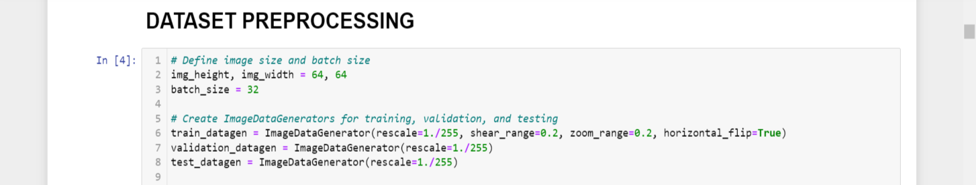 DATASET PREPROCESSING
In [4]:
1 # Define image size and batch size
2 img_height, img_width = 64, 64
3 batch_size = 32
4
5 # Create ImageDataGenerators for training, validation, and testing
6 train_datagen = ImageDataGenerator(rescale=1./255, shear_range=0.2, zoom_range=0.2, horizontal_flip=True)
7 validation_datagen = ImageDataGenerator(rescale=1./255)
8 test_datagen = ImageDataGenerator(rescale=1./255)
9